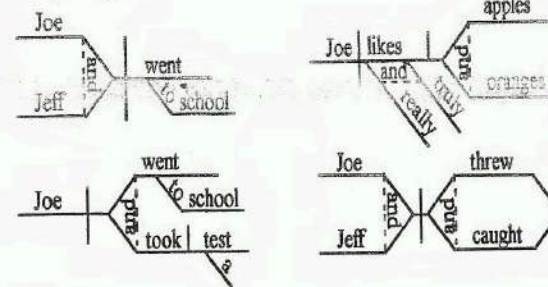 Joe
and
Jeff
went
to
school
Joe
likes
and
really
truly
apples
and
oranges
Joe
and
went
to
school
took
test
a
Joe
and
Jeff
and
threw
caught